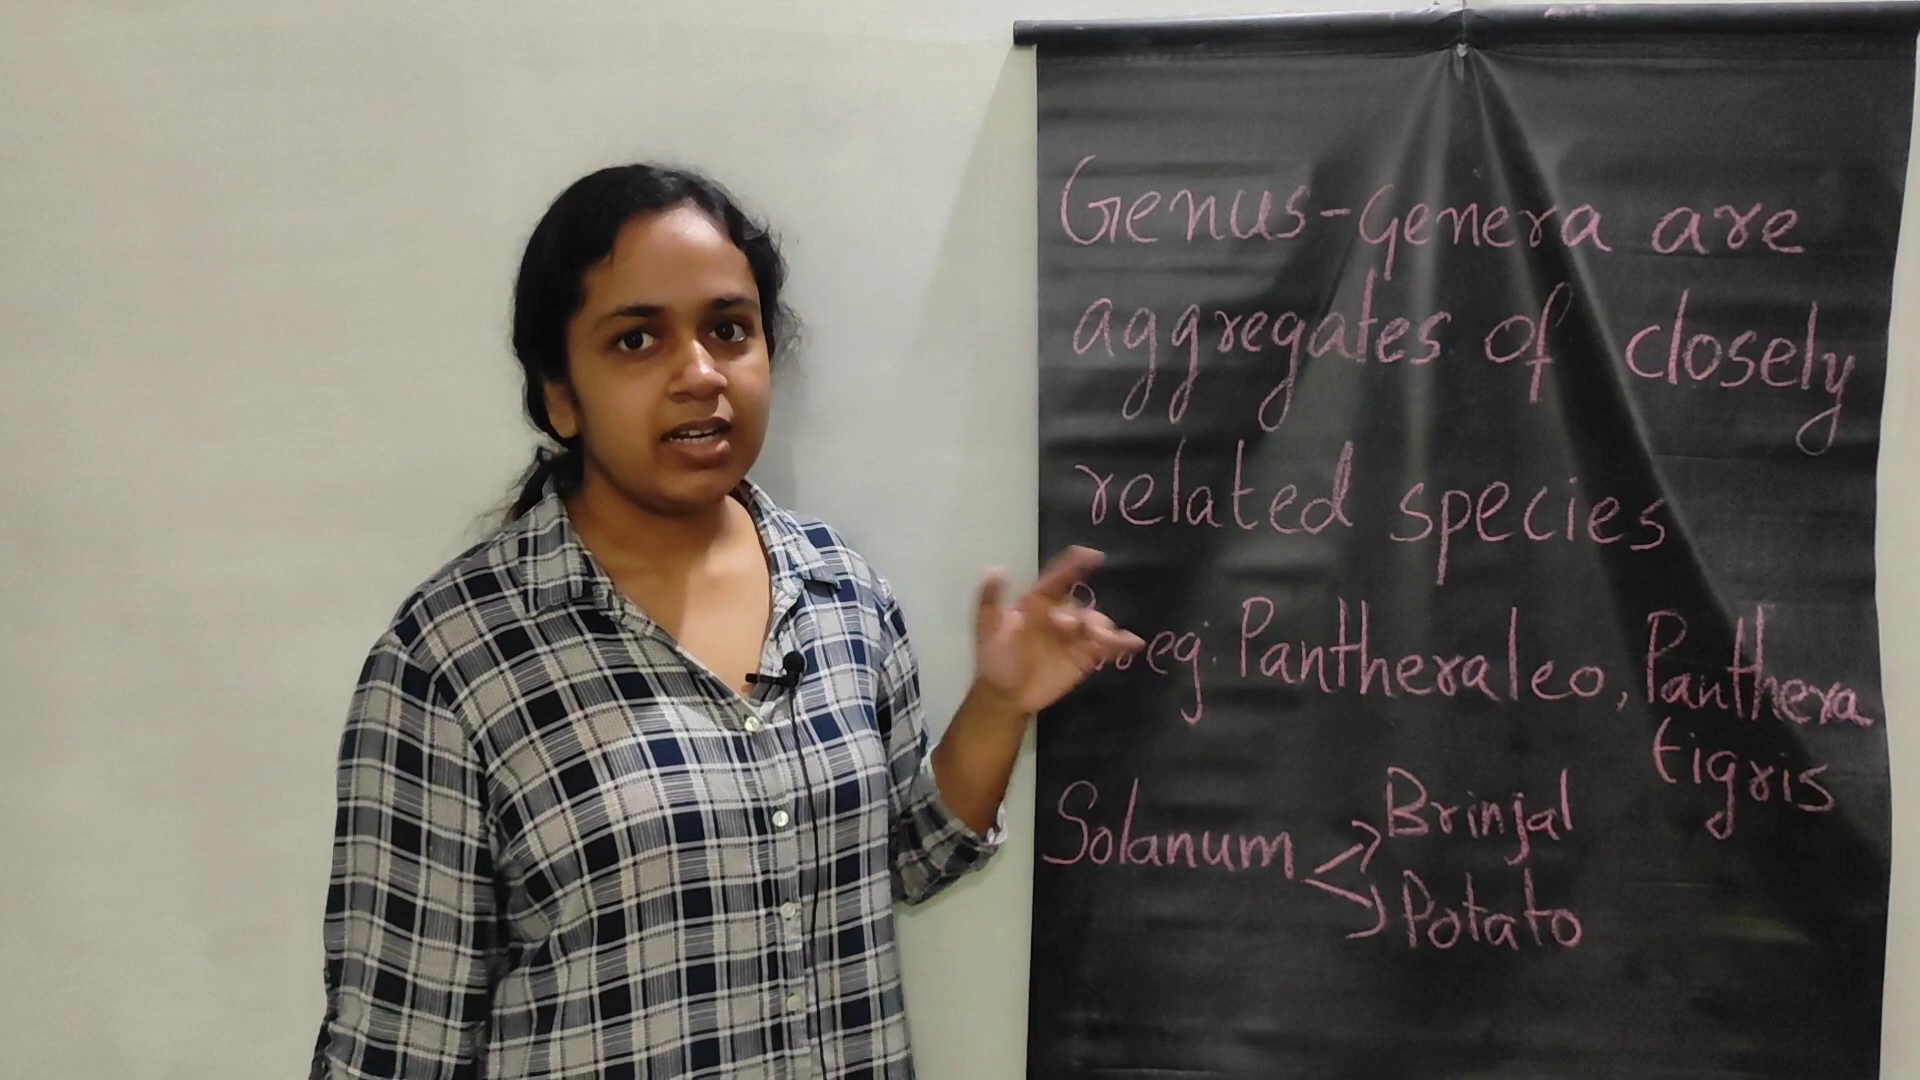 Genus-Genera are
aggregates of closely
related species
eg. Pantheraleo, Panthera
tigris
Solanum
Brinjal
Potato